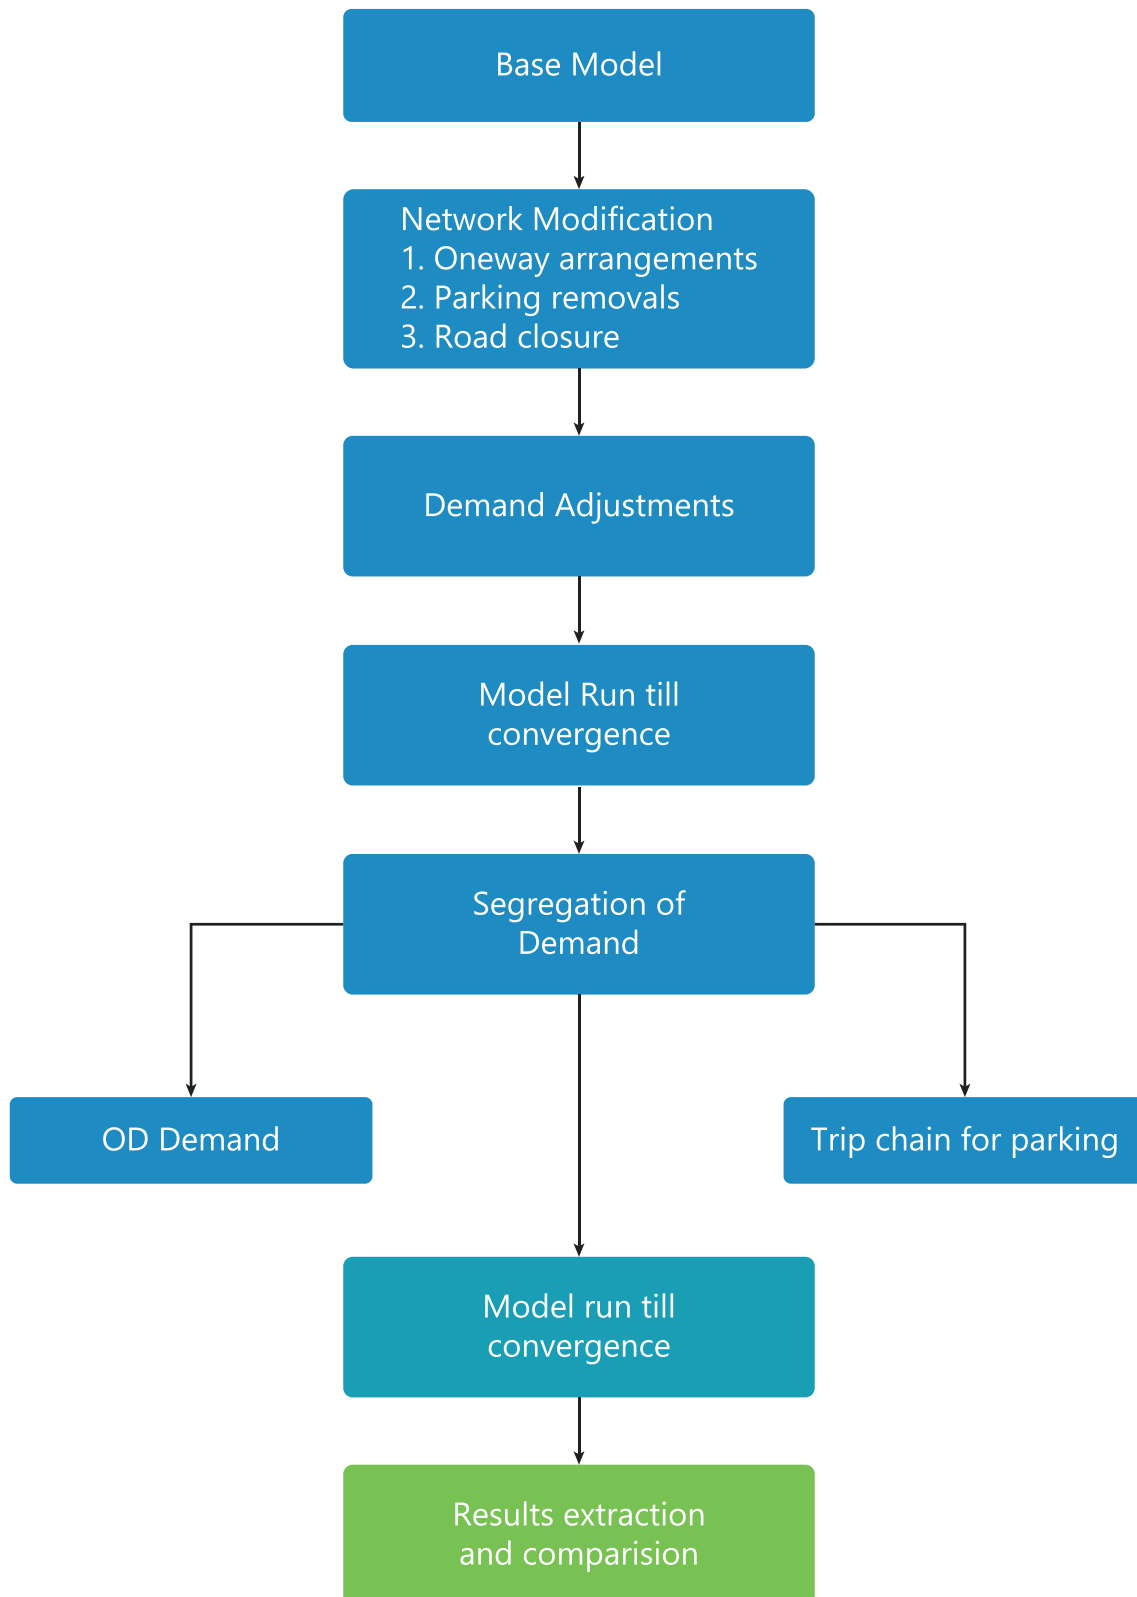 Base Model
Network Modification
1. Oneway arrangements
2. Parking removals
3. Road closure
Demand Adjustments
Model Run till
convergence
Segregation of
Demand
OD Demand
Trip chain for parking
Model run till
convergence
Results extraction
and comparision